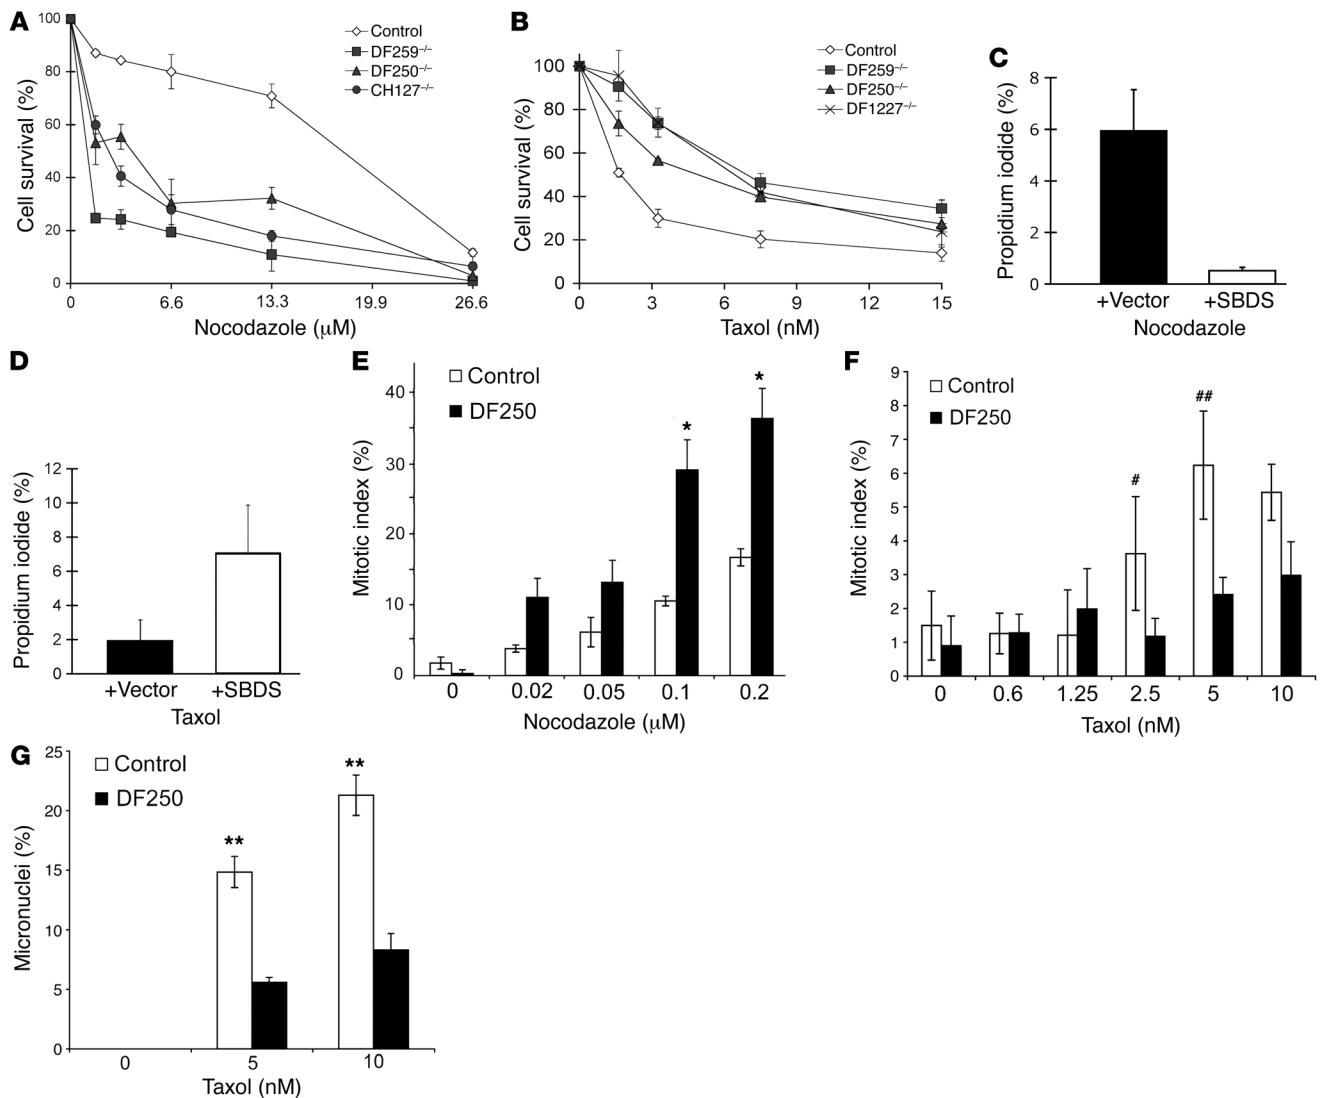 A
Cell survival (%)
100
80
60
40
20
0
0 6.6 13.3 19.9 26.6
Nocodazole (μM)
Control
DF259⁻/⁻
DF250⁻/⁻
CH127⁻/⁻
B
Cell survival (%)
100
80
60
40
20
0
0 3 6 9 12 15
Taxol (nM)
Control
DF259⁻/⁻
DF250⁻/⁻
DF1227⁻/⁻
C
Propidium iodide (%)
8
6
4
2
0
+Vector +SBDS
Nocodazole
D
Propidium iodide (%)
12
10
8
6
4
2
0
+Vector +SBDS
Taxol
E
Mitotic index (%)
40
30
20
10
0
Control
DF250
*
*
0 0.02 0.05 0.1 0.2
Nocodazole (μM)
F
Mitotic index (%)
9
8
7
6
5
4
3
2
1
0
Control
DF250
#
##
0 0.6 1.25 2.5 5 10
Taxol (nM)
G
Micronuclei (%)
25
20
15
10
5
0
Control
DF250
**
**
0 5 10
Taxol (nM)